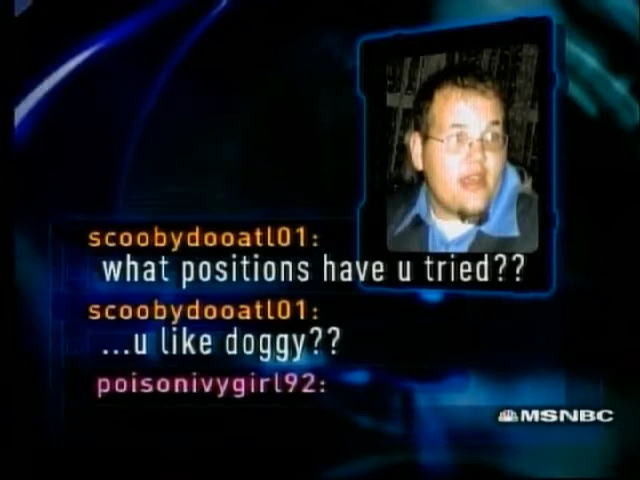 scoobydooatl01:
what positions have u tried??
scoobydooatl01:
...u like doggy??
poisonivygirl92:
MSNBC